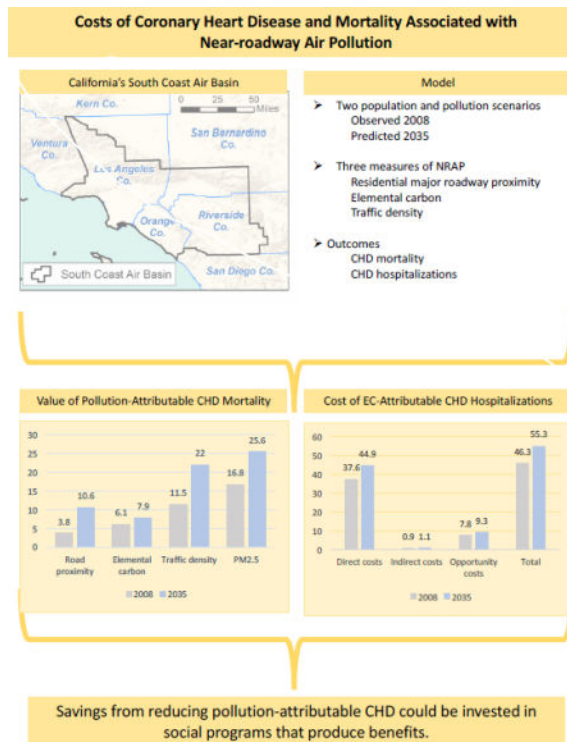 Costs of Coronary Heart Disease and Mortality Associated with
Near-roadway Air Pollution
California's South Coast Air Basin
Kern Co.
0 25 50
Miles
Ventura
Co.
San Bernardino
Co.
Los Angeles
Co.
Orange
Co.
Riverside
Co.
South Coast Air Basin
San Diego Co.
Model
➤ Two population and pollution scenarios
Observed 2008
Predicted 2035
➤ Three measures of NRAP
Residential major roadway proximity
Elemental carbon
Traffic density
➤ Outcomes
CHD mortality
CHD hospitalizations
Value of Pollution-Attributable CHD Mortality
30
25
20
15
10
5
0
3.8
10.6
6.1
7.9
11.5
22
16.8
25.6
Road
proximity
Elemental
carbon
Traffic density
PM2.5
2008 2035
Cost of EC-Attributable CHD Hospitalizations
60
50
40
30
20
10
0
37.6
44.9
0.9
1.1
7.8
9.3
46.3
55.3
Direct costs
Indirect costs
Opportunity
costs
Total
2008 2035
Savings from reducing pollution-attributable CHD could be invested in
social programs that produce benefits.